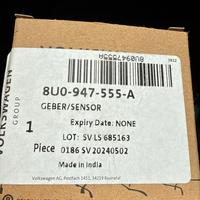 8U0947555A
8U0-947-555-A
GEBER/SENSOR
Expiry Date: NONE
LOT: SV LS 685163
1
Piece
0186 SV 20240502
Made in India
Volkswagen AG, Postfach 1451, 34219 Baunatal
VOLKSWAGEN
GROUP